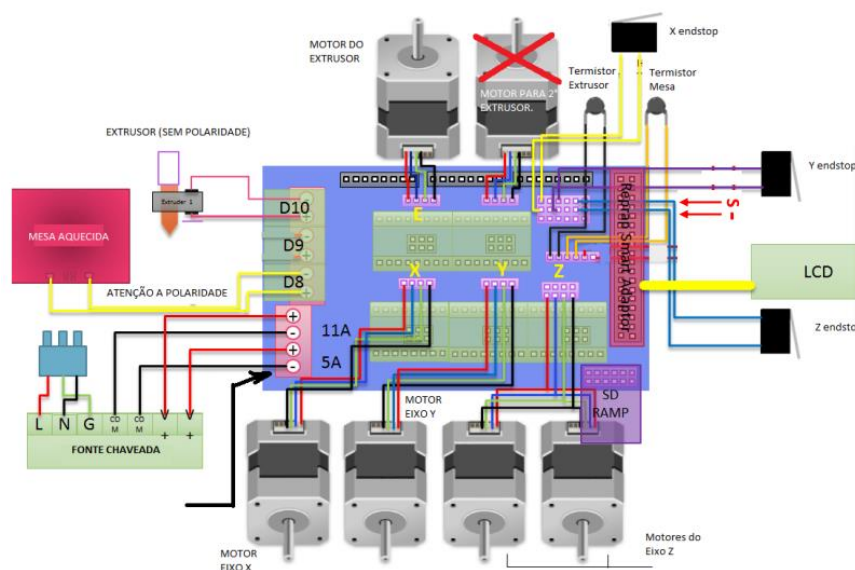 MOTOR DO
EXTRUSOR
MOTOR PARA 2º
EXTRUSOR.
X endstop
Termistor
Extrusor
Termistor
Mesa
EXTRUSOR (SEM POLARIDADE)
Extruder 1
Y endstop
D10
D9
D8
E
X
Y
Z
S
-
Reprap Smart Adaptor
LCD
MESA AQUECIDA
ATENÇÃO A POLARIDADE
+
-
+
-
11A
5A
Z endstop
L N G COM COM V+ V+
FONTE CHAVEADA
SD
RAMP
MOTOR
EIXO Y
MOTOR
EIXO X
Motores do
Eixo Z